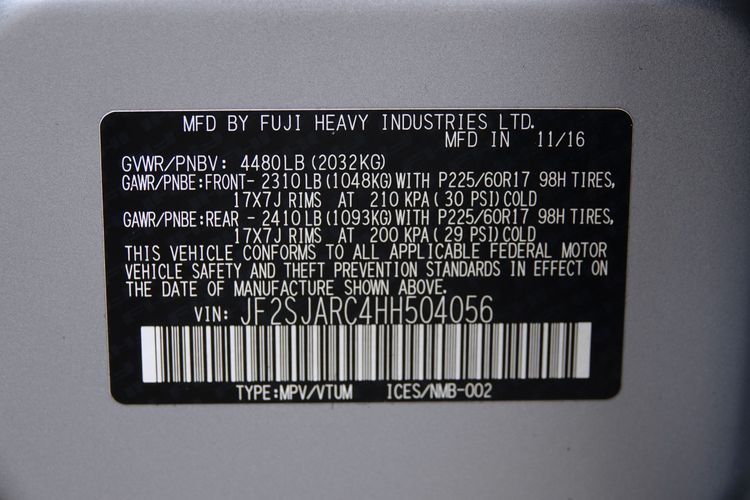 MFD BY FUJI HEAVY INDUSTRIES LTD.
MFD IN 11/16
GVWR/PNBV: 4480LB(2032KG)
GAWR/PNBE:FRONT- 2310LB(1048KG)WITH P225/60R17 98H TIRES,
17X7J RIMS AT 210 KPA(30 PSI)COLD
GAWR/PNBE:REAR - 2410LB(1093KG)WITH P225/60R17 98H TIRES,
17X7J RIMS AT 200 KPA(29 PSI)COLD
THIS VEHICLE CONFORMS TO ALL APPLICABLE FEDERAL MOTOR
VEHICLE SAFETY AND THEFT PREVENTION STANDARDS IN EFFECT ON
THE DATE OF MANUFACTURE SHOWN ABOVE.
VIN: JF2SJARC4HH504056
TYPE:MPV/VTUM ICES/NMB-002